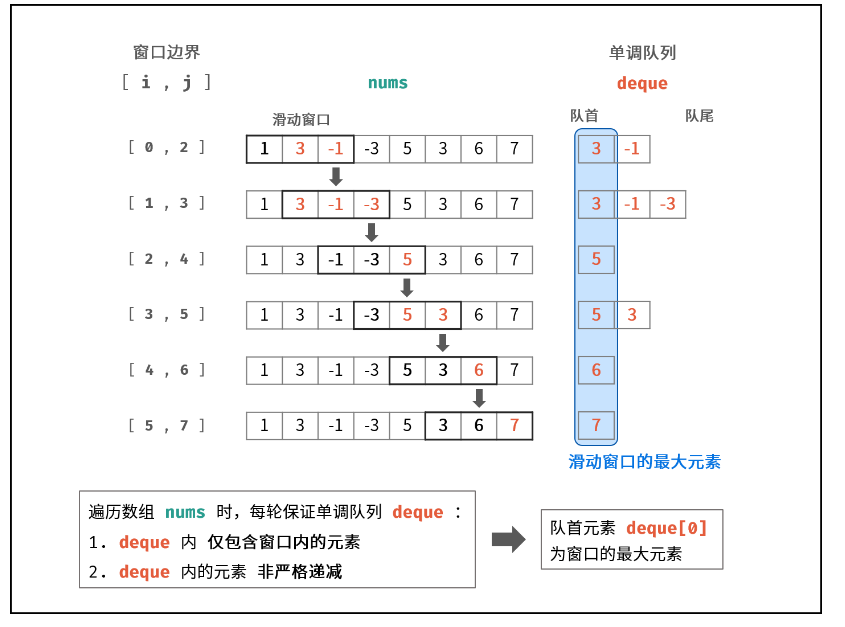 窗口边界 单调队列
[ i , j ] nums deque
滑动窗口 队首 队尾
[ 0 , 2 ] 1 3 -1 -3 5 3 6 7 3 -1
[ 1 , 3 ] 1 3 -1 -3 5 3 6 7 3 -1 -3
[ 2 , 4 ] 1 3 -1 -3 5 3 6 7 5
[ 3 , 5 ] 1 3 -1 -3 5 3 6 7 5 3
[ 4 , 6 ] 1 3 -1 -3 5 3 6 7 6
[ 5 , 7 ] 1 3 -1 -3 5 3 6 7 7
滑动窗口的最大元素
遍历数组 nums 时，每轮保证单调队列 deque ：
1. deque 内 仅包含窗口内的元素
2. deque 内的元素 非严格递减
队首元素 deque[0]
为窗口的最大元素